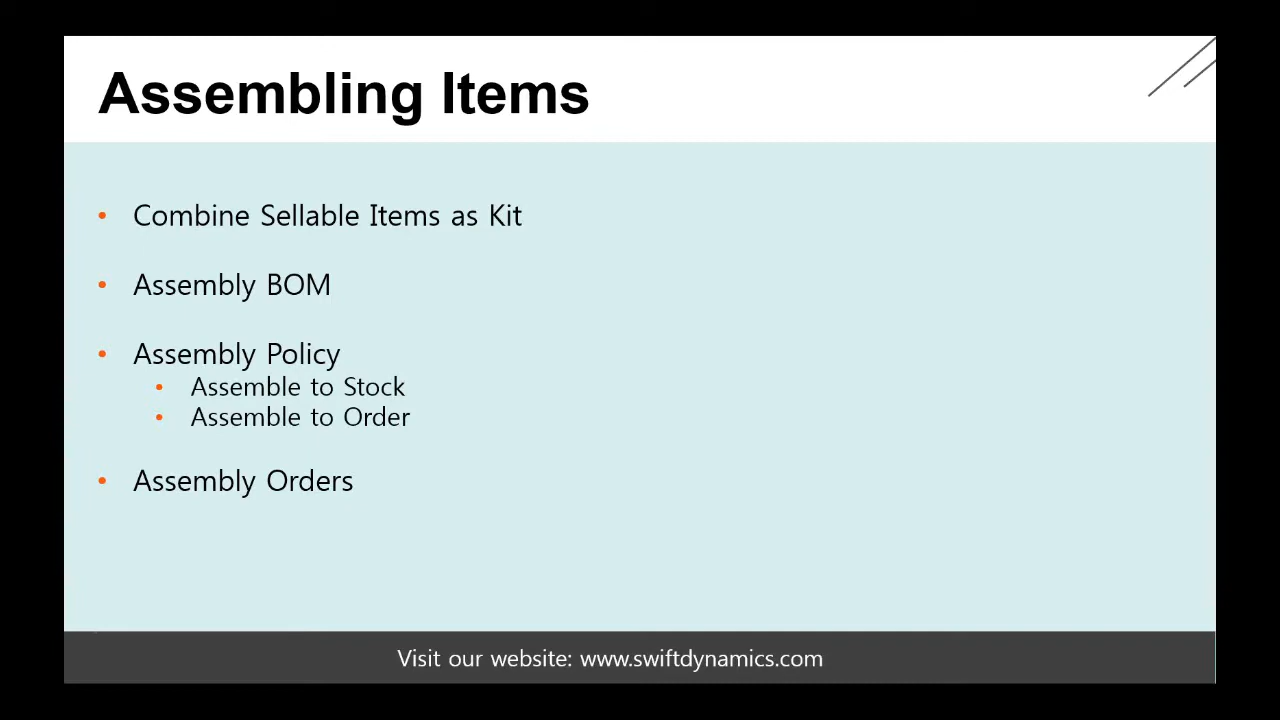 Assembling Items
• Combine Sellable Items as Kit
• Assembly BOM
• Assembly Policy
• Assemble to Stock
• Assemble to Order
• Assembly Orders
Visit our website: www.swiftdynamics.com